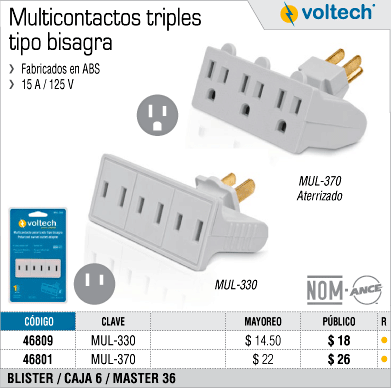 Multicontactos triples
tipo bisagra
voltech
› Fabricados en ABS
› 15 A / 125 V
MUL-370
Aterrizado
voltech
MUL-330
NOM-ANCE
CÓDIGO CLAVE MAYOREO PÚBLICO R
46809 MUL-330 $ 14.50 $ 18
46801 MUL-370 $ 22 $ 26
BLISTER / CAJA 6 / MASTER 36